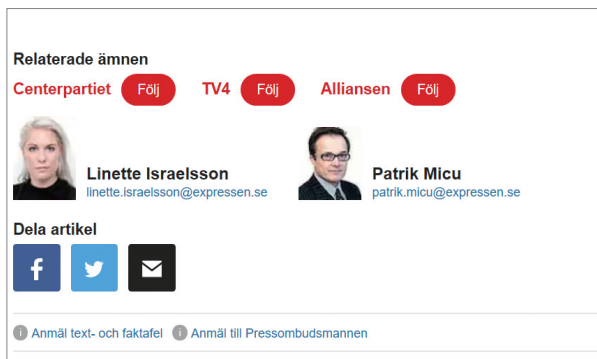 Relaterade ämnen
Centerpartiet Följ TV4 Följ Alliansen Följ
Linette Israelsson Patrik Micu
linette.israelsson@expressen.se patrik.micu@expressen.se
Dela artikel
Anmäl text- och faktafel Anmäl till Pressombudsmannen